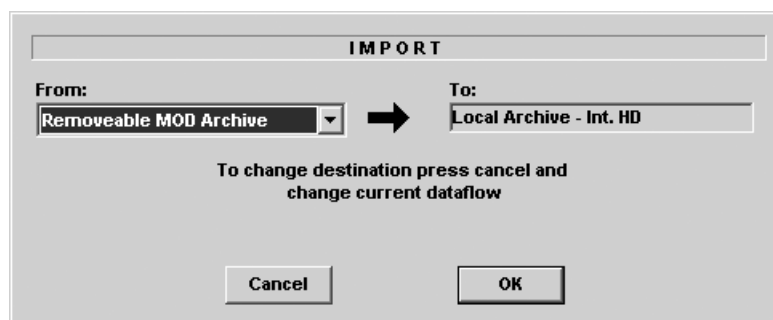 IMPORT
From:
To:
Removeable MOD Archive
Local Archive - Int. HD
To change destination press cancel and
change current dataflow
Cancel
OK